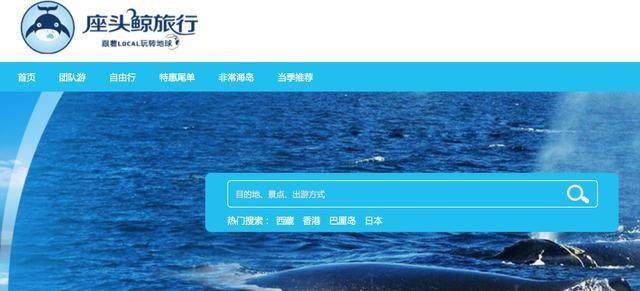 座头鲸旅行
跟着LOCAL玩转地球
首页 团队游 自由行 特惠尾单 非常海岛 当季推荐
目的地、景点、出游方式
热门搜索： 西藏 香港 巴厘岛 日本